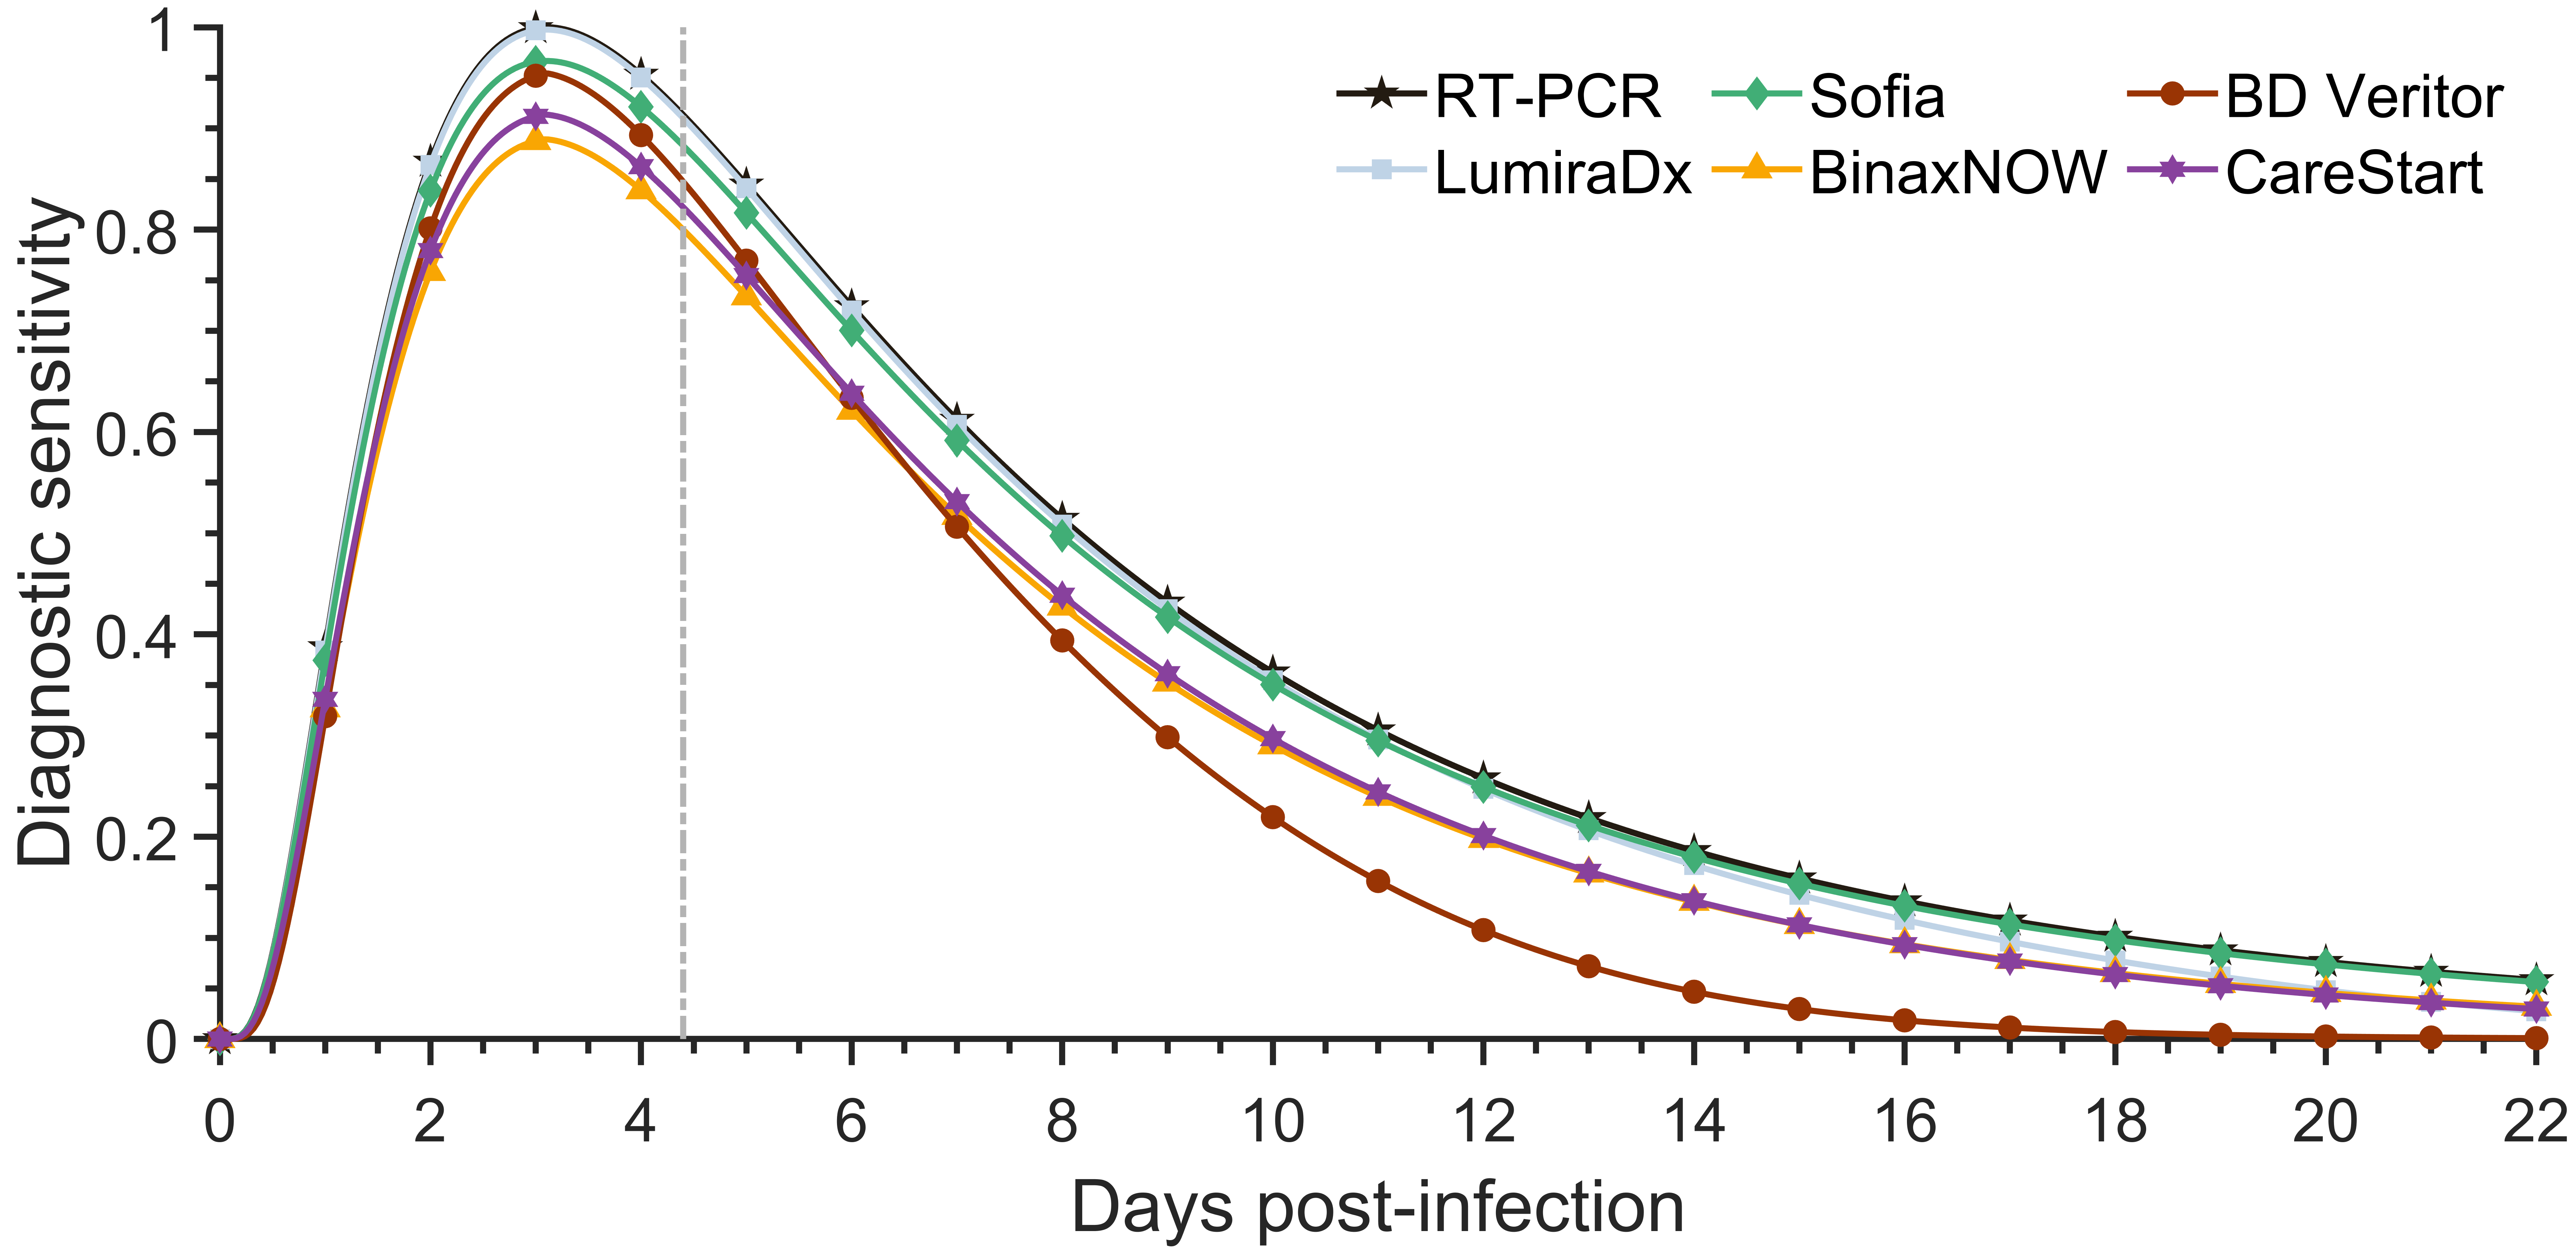 Diagnostic sensitivity
1
0.8
0.6
0.4
0.2
0
RT-PCR Sofia BD Veritor
LumiraDx BinaxNOW CareStart
0 2 4 6 8 10 12 14 16 18 20 22
Days post-infection